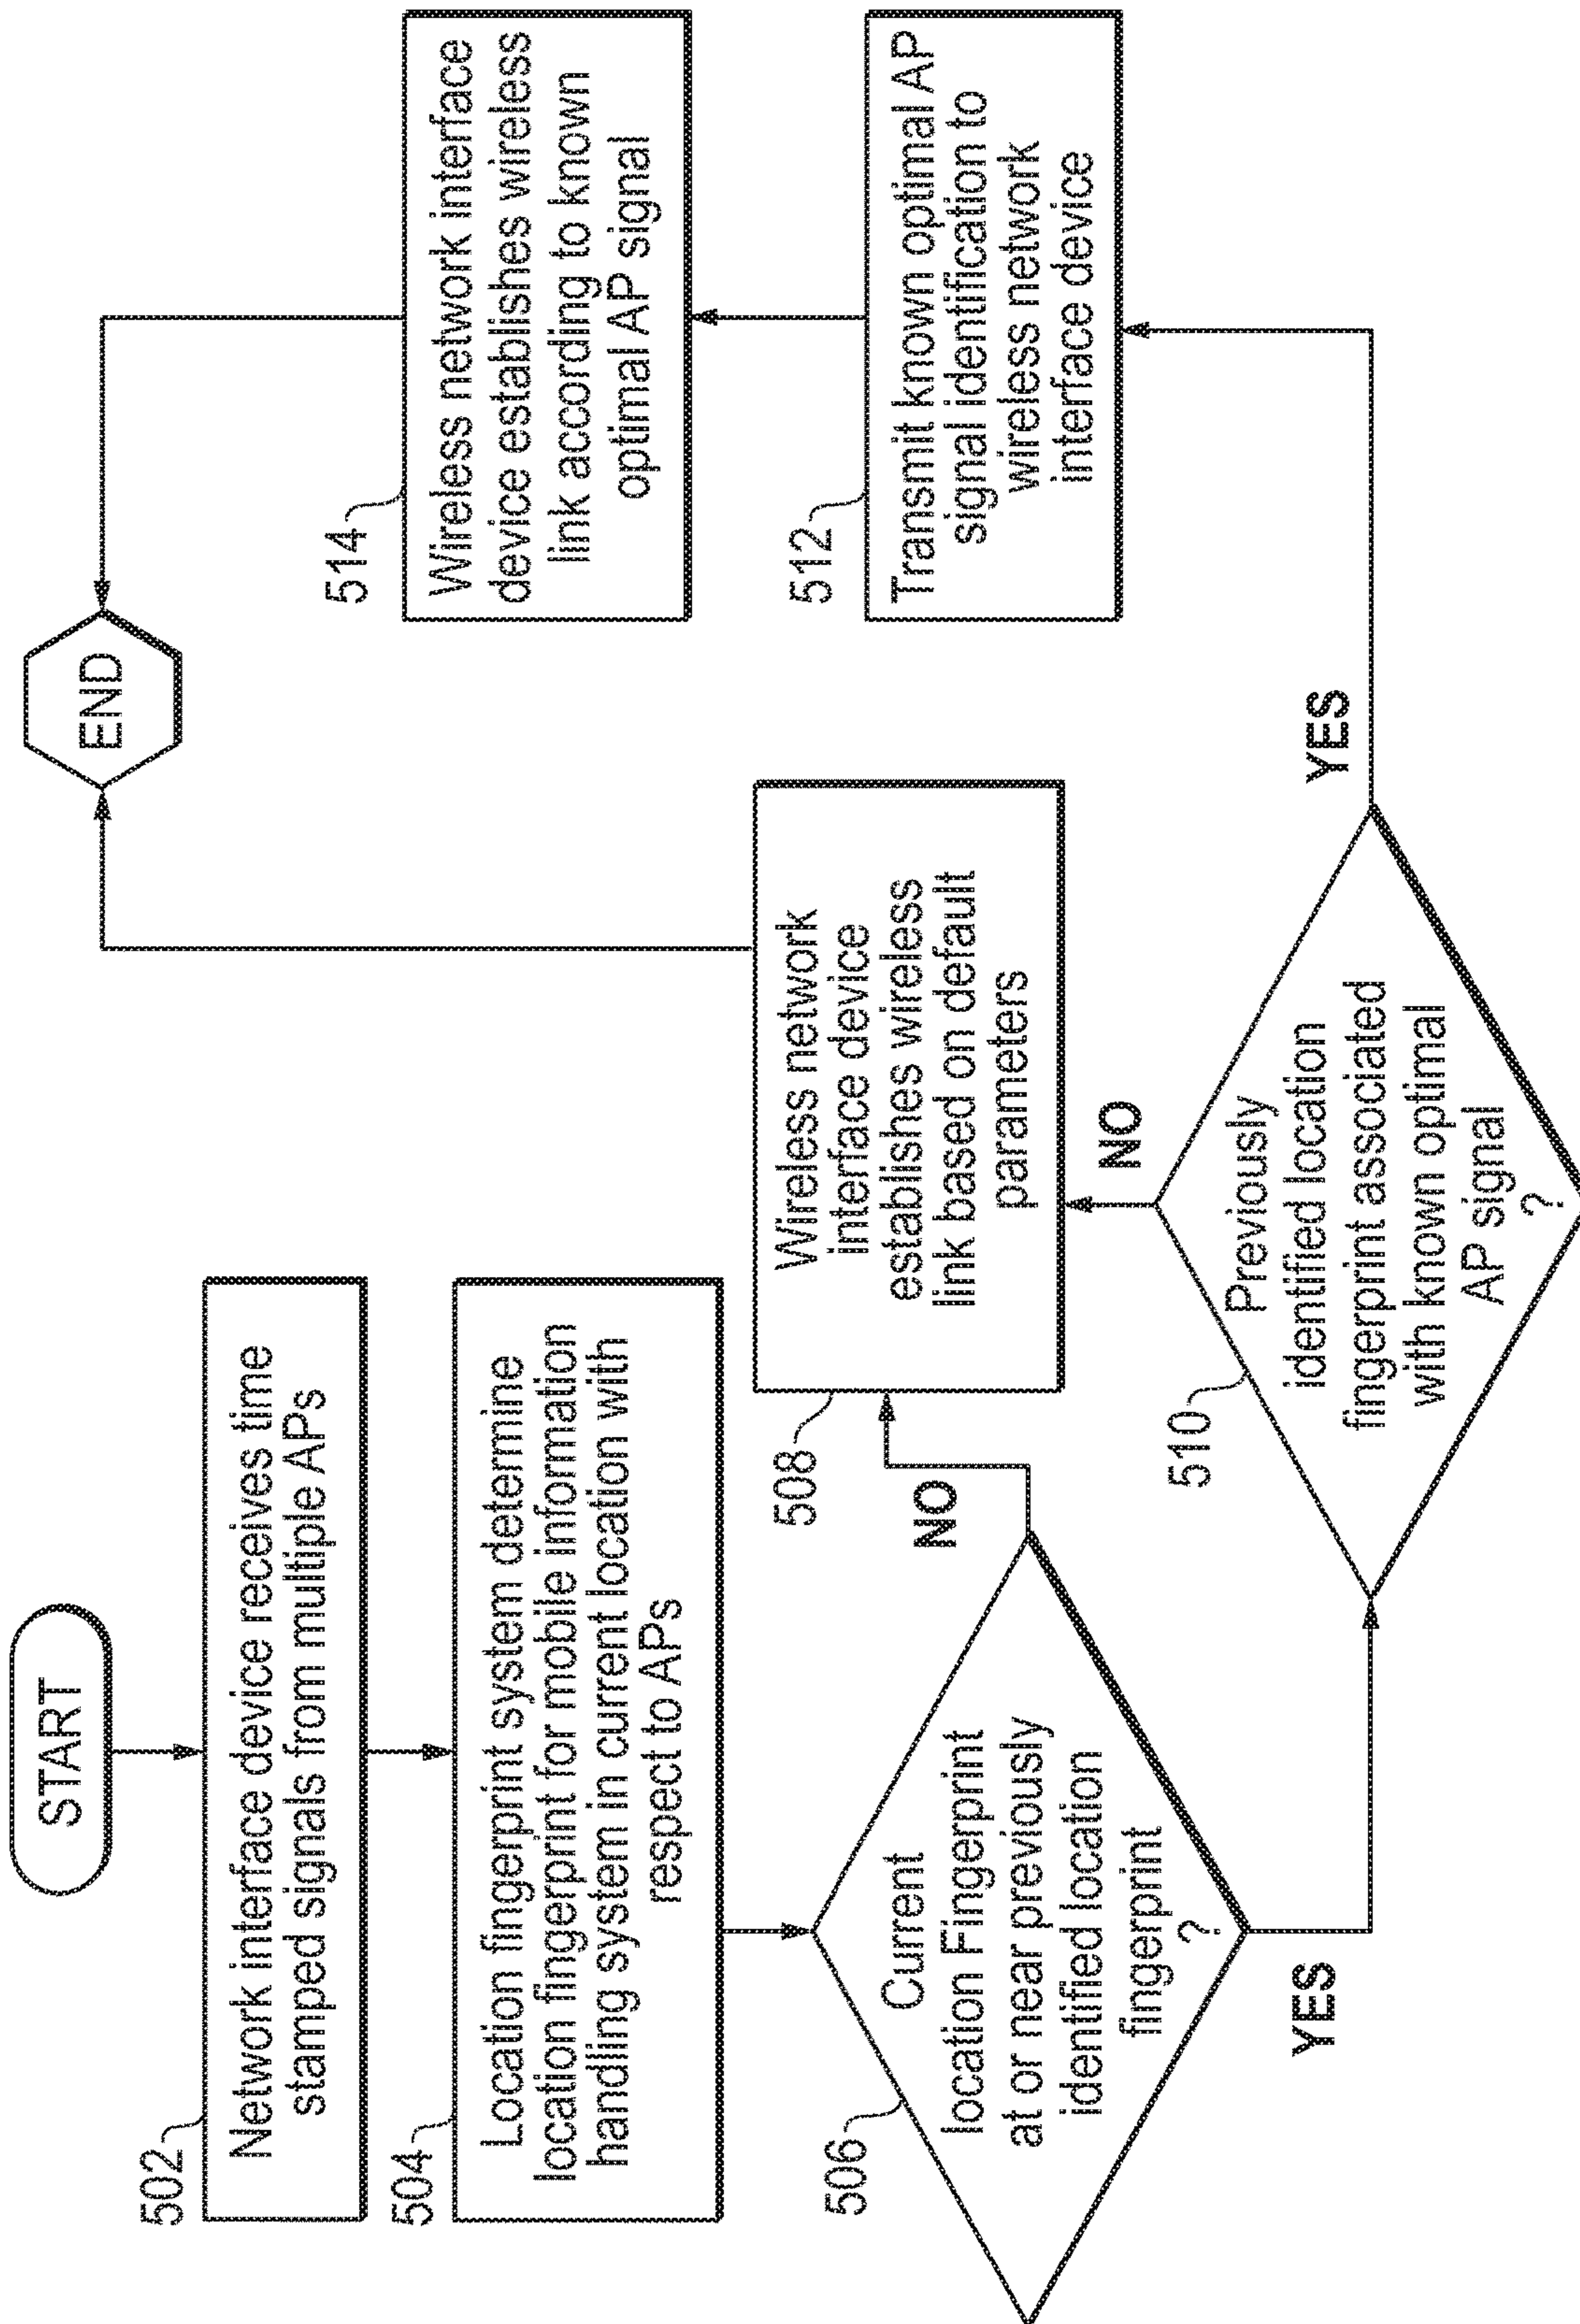 START
502
Network interface device receives time
stamped signals from multiple APs
504
Location fingerprint system determine
location fingerprint for mobile information
handling system in current location with
respect to APs
506
Current
location Fingerprint
at or near previously
identified location
fingerprint
?
NO
YES
508
Wireless network
interface device
establishes wireless
link based on default
parameters
510
Previously
identified location
fingerprint associated
with known optimal
AP signal
?
NO
YES
512
Transmit known optimal AP
signal identification to
wireless network
interface device
514
Wireless network interface
device establishes wireless
link according to known
optimal AP signal
END